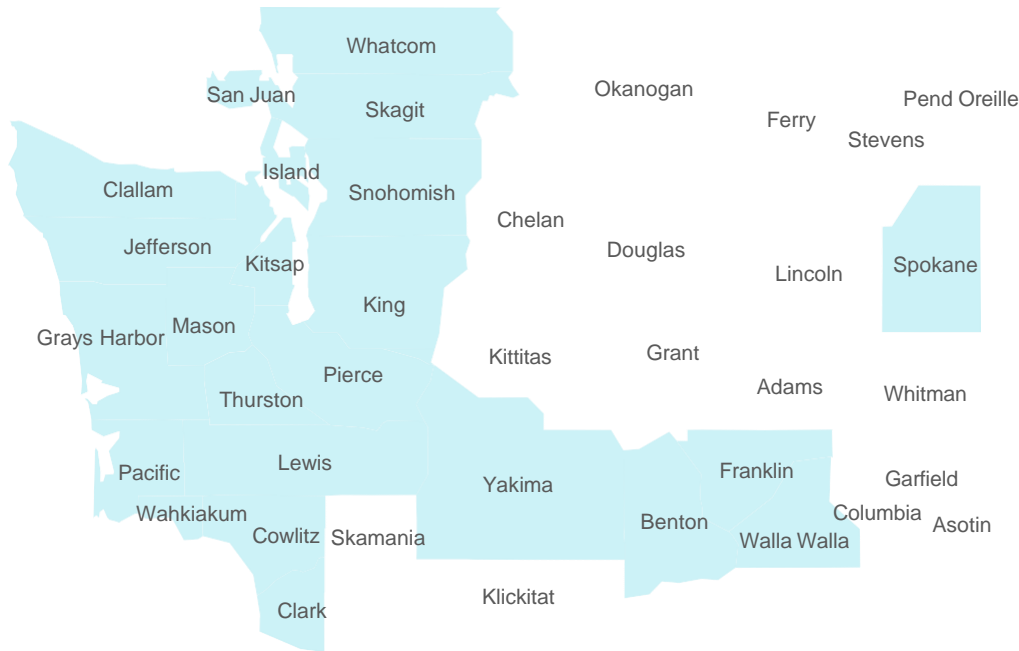 Whatcom
San Juan
Skagit
Okanogan
Ferry
Pend Oreille
Stevens
Island
Clallam
Snohomish
Chelan
Jefferson
Kitsap
Douglas
Lincoln
Spokane
King
Mason
Grays Harbor
Kittitas
Grant
Pierce
Thurston
Adams
Whitman
Lewis
Pacific
Yakima
Franklin
Garfield
Wahkiakum
Cowlitz
Skamania
Benton
Columbia
Asotin
Walla Walla
Clark
Klickitat